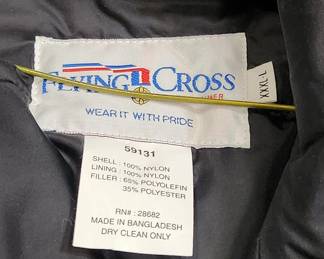 FLYING CROSS
WEAR IT WITH PRIDE
XXXL-L
59131
SHELL : 100% NYLON
LINING : 100% NYLON
FILLER : 65% POLYOLEFIN
35% POLYESTER
RN# : 28682
MADE IN BANGLADESH
DRY CLEAN ONLY